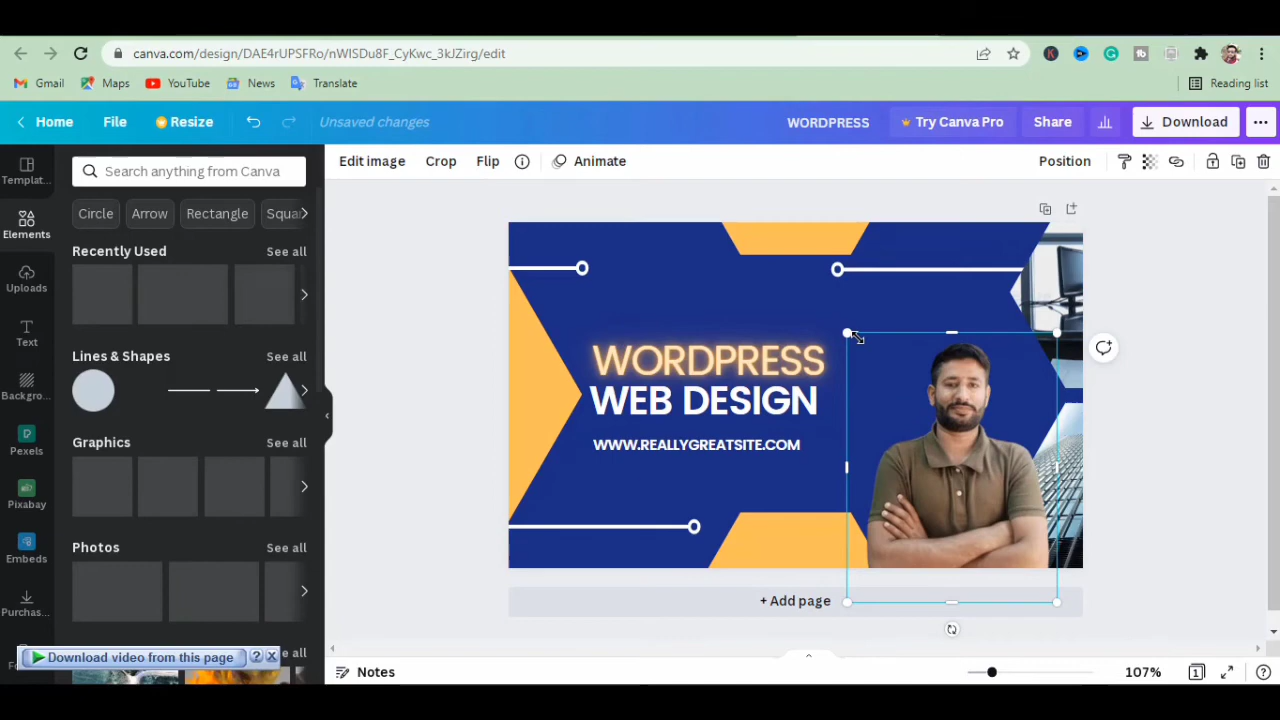 canva.com/design/DAE4rUPSFRo/nWISDu8F_CyKwc_3kJZirg/edit
Gmail
Maps
YouTube
News
Translate
Reading list
Home
File
Resize
Unsaved changes
WORDPRESS
Try Canva Pro
Share
Download
Templat...
Search anything from Canva
Edit image
Crop
Flip
Animate
Position
Elements
Circle
Arrow
Rectangle
Squa
Recently Used
See all
Uploads
Text
Lines & Shapes
See all
Backgro...
WORDPRESS
WEB DESIGN
WWW.REALLYGREATSITE.COM
Pexels
Graphics
See all
Pixabay
Photos
See all
Embeds
Purchas...
+ Add page
Download video from this page
?
X
ee all
Notes
107%
1